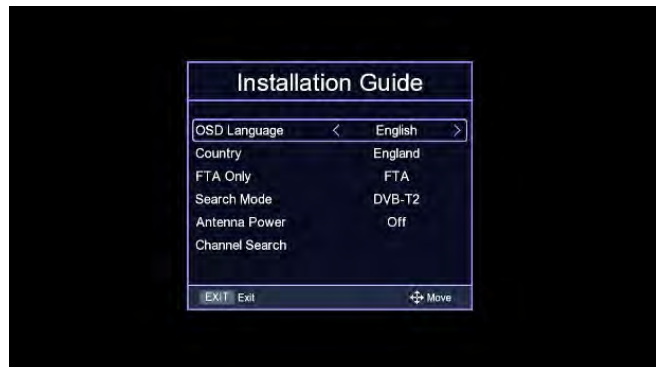 Installation Guide
OSD Language < English >
Country England
FTA Only FTA
Search Mode DVB-T2
Antenna Power Off
Channel Search
EXIT Exit Move